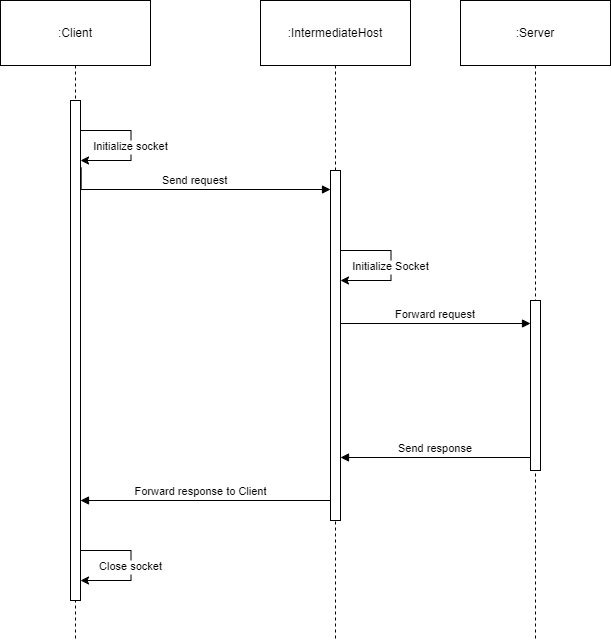 :Client
:IntermediateHost
:Server
Initialize socket
Send request
Initialize Socket
Forward request
Send response
Forward response to Client
Close socket